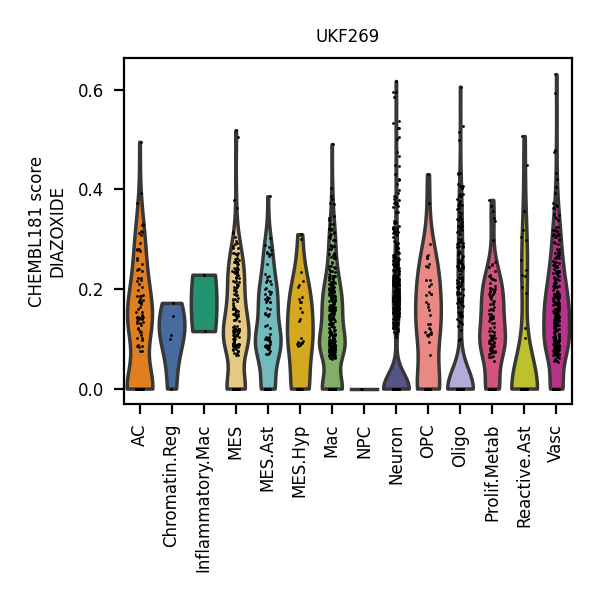 UKF269
CHEMBL181 score
DIAZOXIDE
0.6
0.4
0.2
0.0
AC
Chromatin.Reg
Inflammatory.Mac
MES
MES.Ast
MES.Hyp
Mac
NPC
Neuron
OPC
Oligo
Prolif.Metab
Reactive.Ast
Vasc